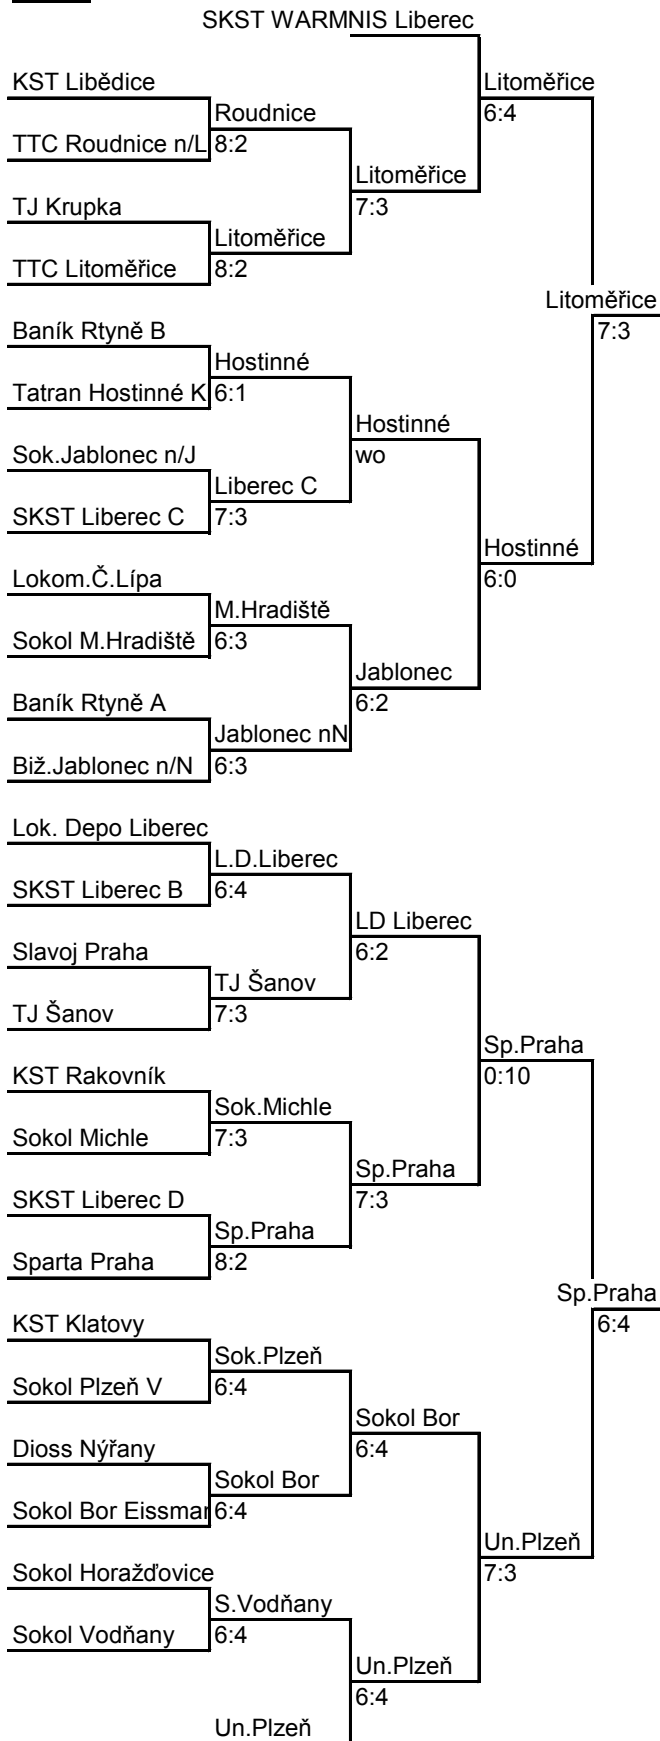 SKST WARMNIS Liberec
KST Libědice
Litoměřice
Roudnice
6:4
TTC Roudnice n/L
8:2
Litoměřice
TJ Krupka
7:3
Litoměřice
TTC Litoměřice
8:2
Litoměřice
Baník Rtyně B
7:3
Hostinné
Tatran Hostinné K
6:1
Hostinné
Sok.Jablonec n/J
wo
Liberec C
SKST Liberec C
7:3
Hostinné
Lokom.Č.Lípa
6:0
M.Hradiště
Sokol M.Hradiště
6:3
Jablonec
Baník Rtyně A
6:2
Jablonec nN
Biž.Jablonec n/N
6:3
Lok. Depo Liberec
L.D.Liberec
SKST Liberec B
6:4
LD Liberec
Slavoj Praha
6:2
TJ Šanov
TJ Šanov
7:3
Sp.Praha
KST Rakovník
0:10
Sok.Michle
Sokol Michle
7:3
Sp.Praha
SKST Liberec D
7:3
Sp.Praha
Sparta Praha
8:2
Sp.Praha
KST Klatovy
6:4
Sok.Plzeň
Sokol Plzeň V
6:4
Sokol Bor
Dioss Nýřany
6:4
Sokol Bor
Sokol Bor Eissmar
6:4
Un.Plzeň
Sokol Horažďovice
7:3
S.Vodňany
Sokol Vodňany
6:4
Un.Plzeň
6:4
Un.Plzeň